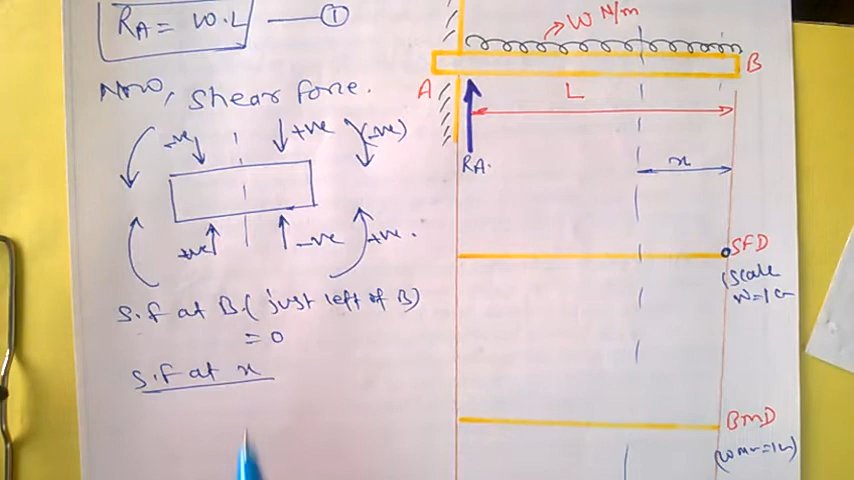 RA = W.L — ①
Now, Shear force.
-ve +ve (-ve)
+ve -ve +ve.
S.F at B (just left of B)
= 0
S.F at x
W N/m
A B
L
RA.
x
SFD
(Scale
BMD